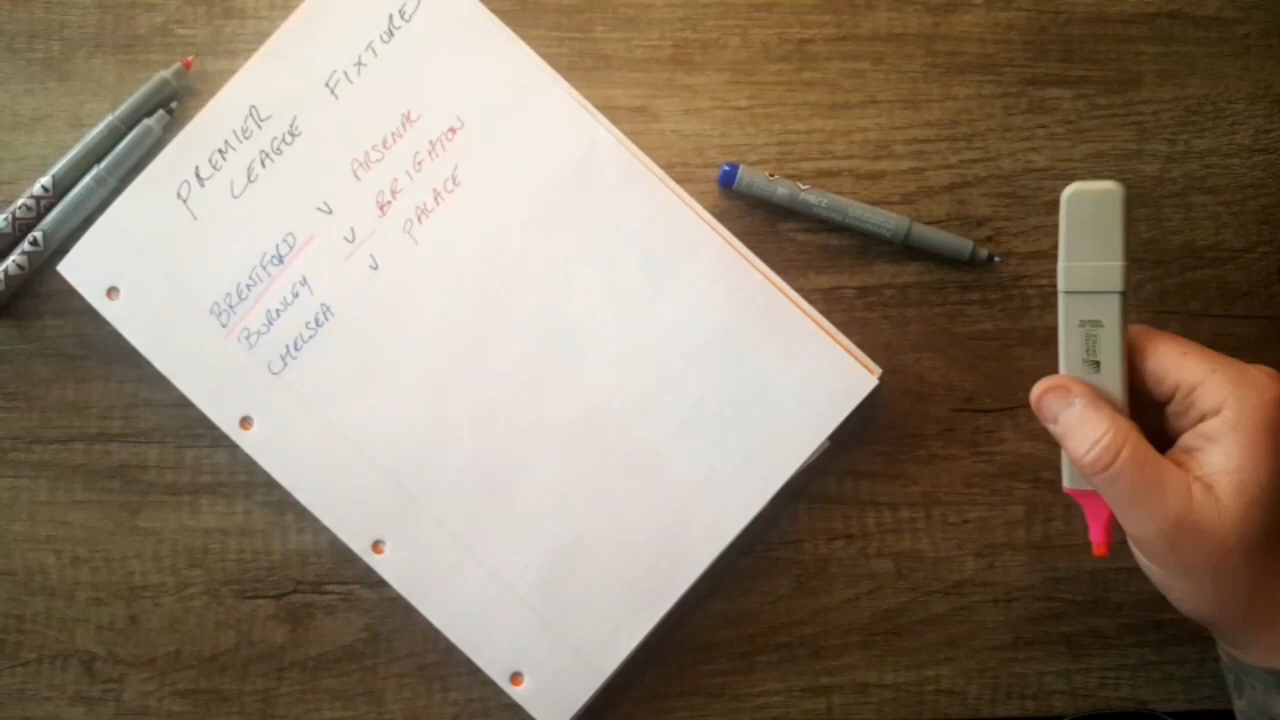 PREMIER
LEAGUE FIXTURES
BRENTFORD V ARSENAL
BURNLEY V BRIGHTON
CHELSEA V PALACE